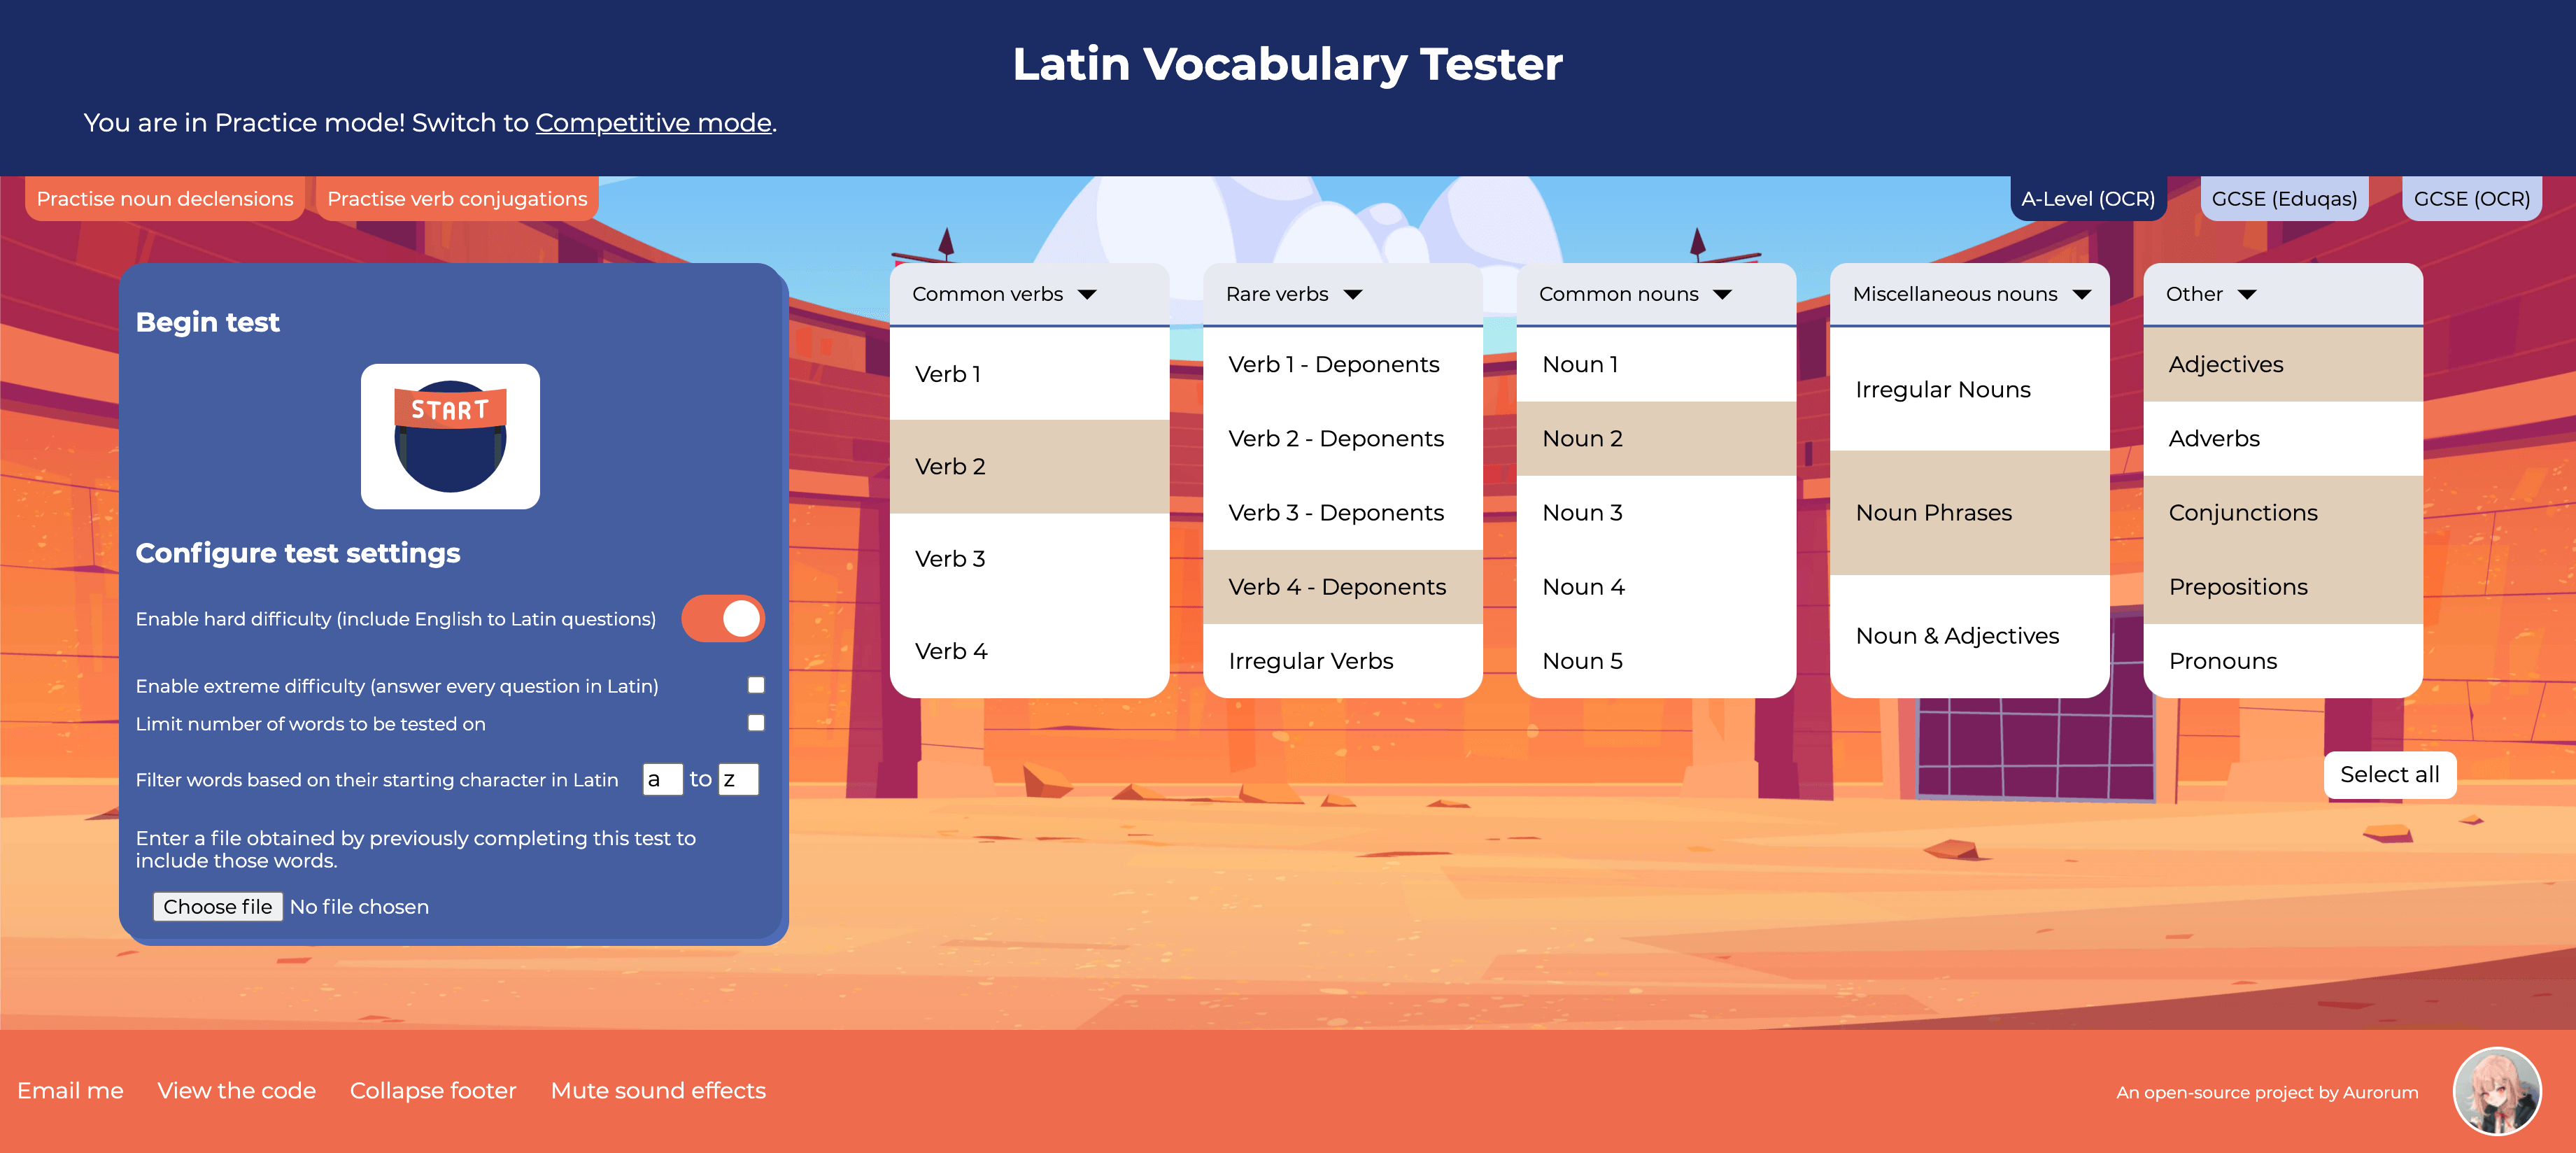 Latin Vocabulary Tester
You are in Practice mode! Switch to Competitive mode.
Practise noun declensions
Practise verb conjugations
A-Level (OCR)
GCSE (Eduqas)
GCSE (OCR)
Begin test
START
Configure test settings
Enable hard difficulty (include English to Latin questions)
Enable extreme difficulty (answer every question in Latin)
Limit number of words to be tested on
Filter words based on their starting character in Latin a to z
Enter a file obtained by previously completing this test to
include those words.
Choose file No file chosen
Common verbs
Verb 1
Verb 2
Verb 3
Verb 4
Rare verbs
Verb 1 - Deponents
Verb 2 - Deponents
Verb 3 - Deponents
Verb 4 - Deponents
Irregular Verbs
Common nouns
Noun 1
Noun 2
Noun 3
Noun 4
Noun 5
Miscellaneous nouns
Irregular Nouns
Noun Phrases
Noun & Adjectives
Other
Adjectives
Adverbs
Conjunctions
Prepositions
Pronouns
Select all
Email me
View the code
Collapse footer
Mute sound effects
An open-source project by Aurorum